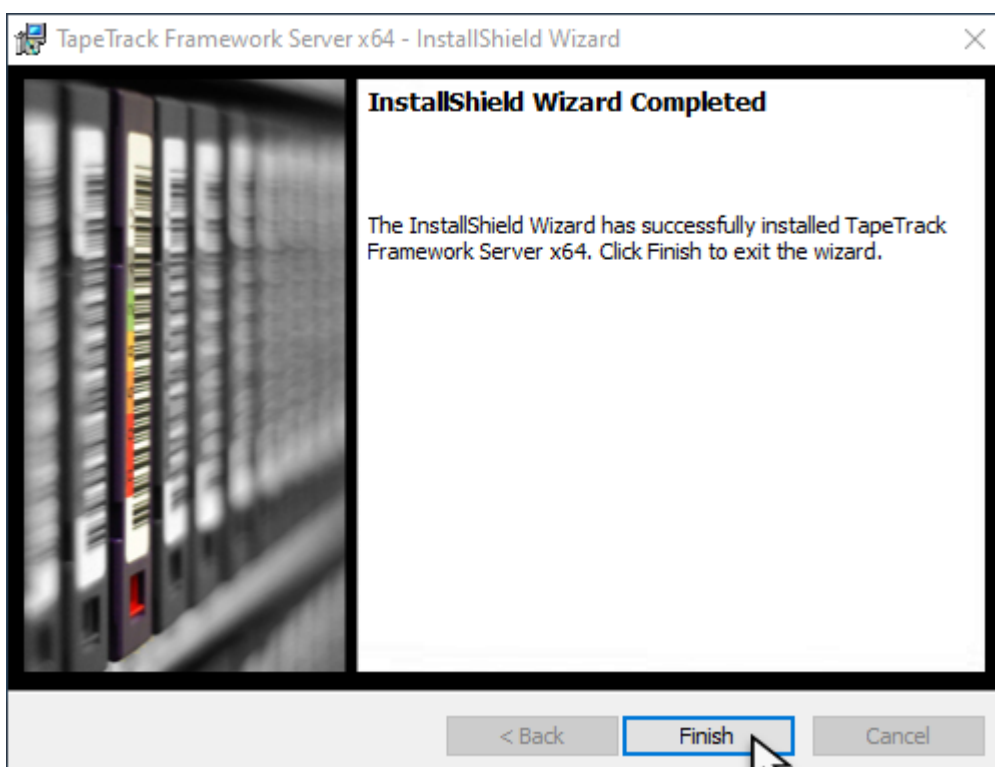 TapeTrack Framework Server x64 - InstallShield Wizard
InstallShield Wizard Completed
The InstallShield Wizard has successfully installed TapeTrack
Framework Server x64. Click Finish to exit the wizard.
< Back
Finish
Cancel